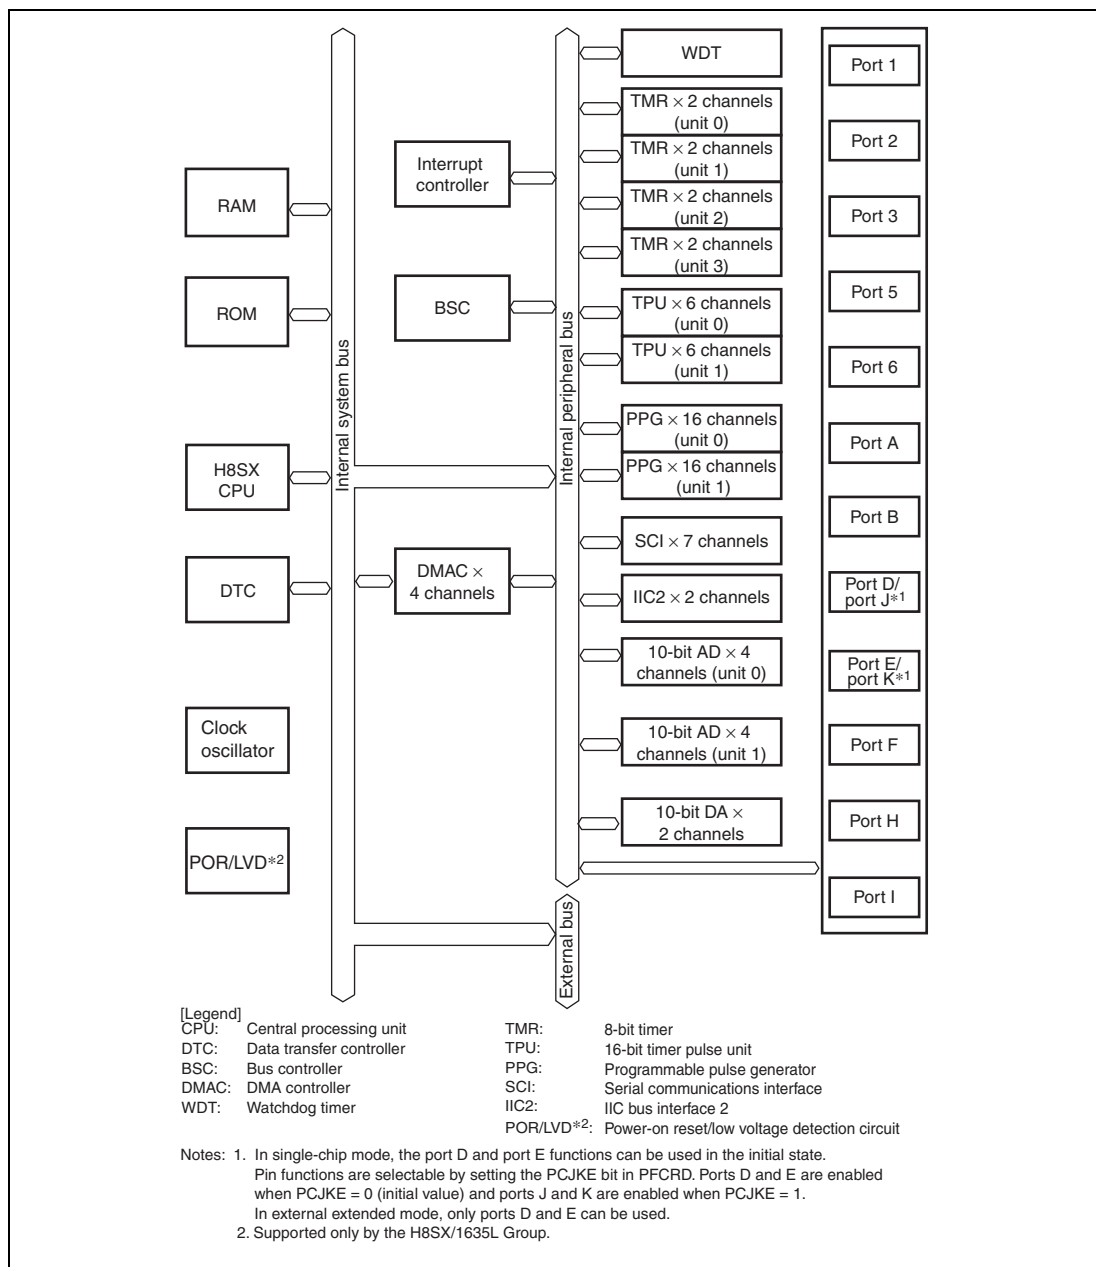 RAM
ROM
H8SX
CPU
DTC
Clock
oscillator
POR/LVD*2
Internal system bus
Interrupt
controller
BSC
DMAC ×
4 channels
Internal peripheral bus
External bus
WDT
TMR × 2 channels
(unit 0)
TMR × 2 channels
(unit 1)
TMR × 2 channels
(unit 2)
TMR × 2 channels
(unit 3)
TPU × 6 channels
(unit 0)
TPU × 6 channels
(unit 1)
PPG × 16 channels
(unit 0)
PPG × 16 channels
(unit 1)
SCI × 7 channels
IIC2 × 2 channels
10-bit AD × 4
channels (unit 0)
10-bit AD × 4
channels (unit 1)
10-bit DA ×
2 channels
Port 1
Port 2
Port 3
Port 5
Port 6
Port A
Port B
Port D/
port J*1
Port E/
port K*1
Port F
Port H
Port I
[Legend]
CPU: Central processing unit
DTC: Data transfer controller
BSC: Bus controller
DMAC: DMA controller
WDT: Watchdog timer
TMR: 8-bit timer
TPU: 16-bit timer pulse unit
PPG: Programmable pulse generator
SCI: Serial communications interface
IIC2: IIC bus interface 2
POR/LVD*2: Power-on reset/low voltage detection circuit
Notes: 1. In single-chip mode, the port D and port E functions can be used in the initial state.
Pin functions are selectable by setting the PCJKE bit in PFCRD. Ports D and E are enabled
when PCJKE = 0 (initial value) and ports J and K are enabled when PCJKE = 1.
In external extended mode, only ports D and E can be used.
2. Supported only by the H8SX/1635L Group.